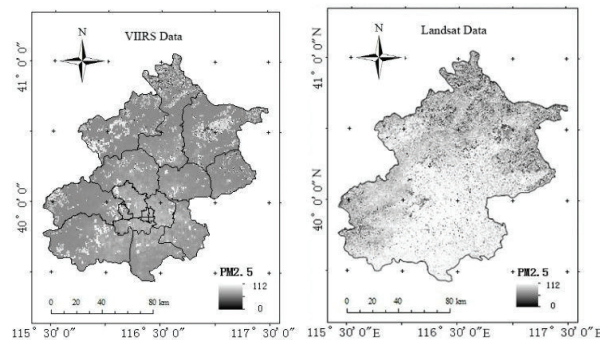 VIIRS Data
N
41° 0′ 0″
40° 0′ 0″
PM2.5
112
0
0 20 40 80 km
115° 30′ 0″ 116° 30′ 0″ 117° 30′ 0″
Landsat Data
N
41° 0′ 0″N
40° 0′ 0″N
PM2.5
112
0
0 20 40 80 km
115° 30′ 0″E 116° 30′ 0″E 117° 30′ 0″E